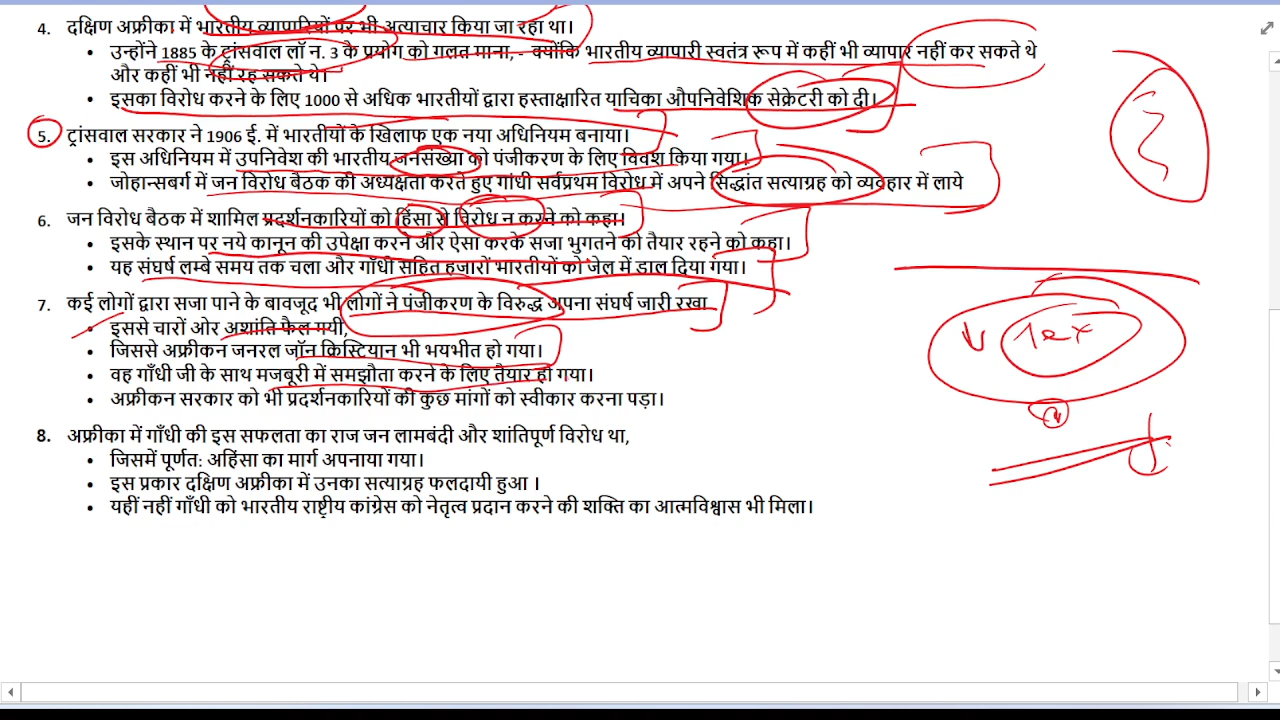 4. दक्षिण अफ्रीका में भारतीय व्यापारियों पर भी अत्याचार किया जा रहा था।
• उन्होंने 1885 के ट्रांसवाल लॉ न. 3 के प्रयोग को गलत माना, - क्योंकि भारतीय व्यापारी स्वतंत्र रूप में कहीं भी व्यापार नहीं कर सकते थे
और कहीं भी नहीं रह सकते थे।
• इसका विरोध करने के लिए 1000 से अधिक भारतीयों द्वारा हस्ताक्षारित याचिका औपनिवेशिक सेक्रेटरी को दी।
5. ट्रांसवाल सरकार ने 1906 ई. में भारतीयों के खिलाफ एक नया अधिनियम बनाया।
• इस अधिनियम में उपनिवेश की भारतीय जनसंख्या को पंजीकरण के लिए विवश किया गया।
• जोहान्सबर्ग में जन विरोध बैठक की अध्यक्षता करते हुए गांधी सर्वप्रथम विरोध में अपने सिद्धांत सत्याग्रह को व्यवहार में लाये
6. जन विरोध बैठक में शामिल प्रदर्शनकारियों को हिंसा से विरोध न करने को कहा।
• इसके स्थान पर नये कानून की उपेक्षा करने और ऐसा करके सजा भुगतने को तैयार रहने को कहा।
• यह संघर्ष लम्बे समय तक चला और गाँधी सहित हजारों भारतीयों को जेल में डाल दिया गया।
7. कई लोगों द्वारा सजा पाने के बावजूद भी लोगों ने पंजीकरण के विरुद्ध अपना संघर्ष जारी रखा
• इससे चारों ओर अशांति फैल गयी,
• जिससे अफ्रीकन जनरल जॉन क्रिस्टियान भी भयभीत हो गया।
• वह गाँधी जी के साथ मजबूरी में समझौता करने के लिए तैयार हो गया।
• अफ्रीकन सरकार को भी प्रदर्शनकारियों की कुछ मांगों को स्वीकार करना पड़ा।
8. अफ्रीका में गाँधी की इस सफलता का राज जन लामबंदी और शांतिपूर्ण विरोध था,
• जिसमें पूर्णतः अहिंसा का मार्ग अपनाया गया।
• इस प्रकार दक्षिण अफ्रीका में उनका सत्याग्रह फलदायी हुआ ।
• यहीं नहीं गाँधी को भारतीय राष्ट्रीय कांग्रेस को नेतृत्व प्रदान करने की शक्ति का आत्मविश्वास भी मिला।